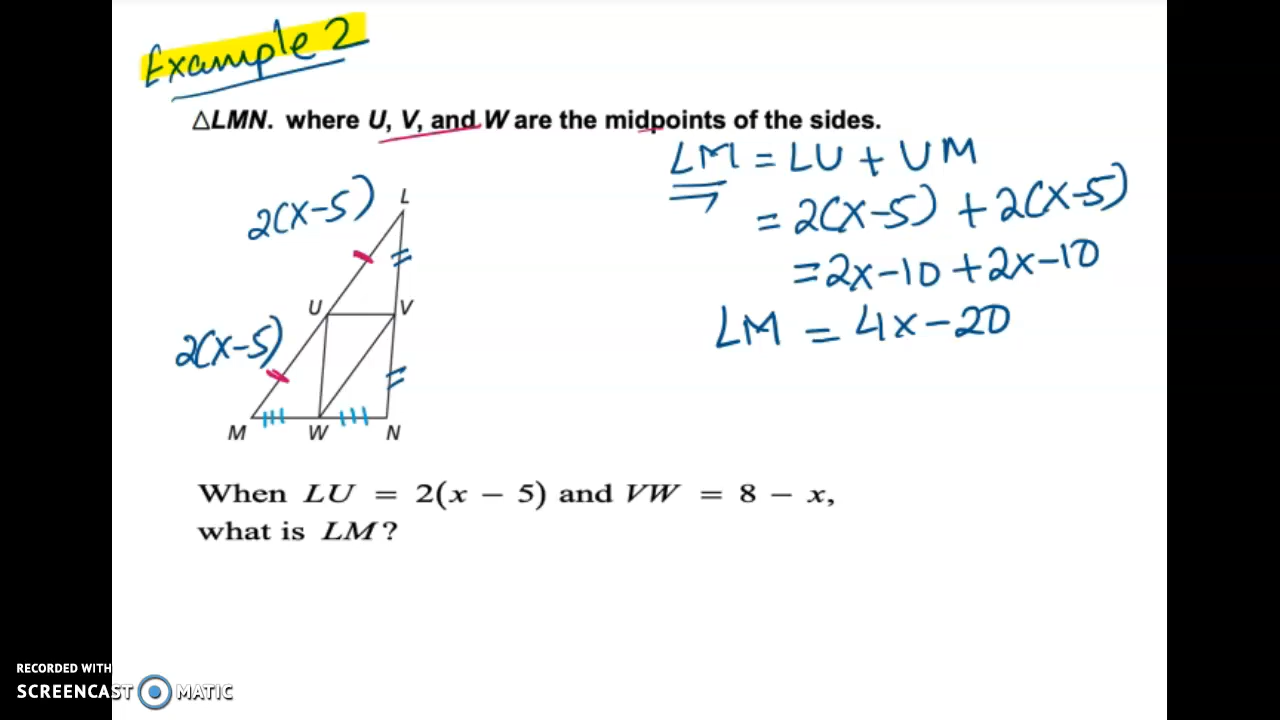 Example 2
△LMN. where U, V, and W are the midpoints of the sides.
LM = LU + UM
= 2(x-5) + 2(x-5)
= 2x-10 + 2x-10
LM = 4x-20
2(x-5)
L
U
V
2(x-5)
M
W
N
When LU = 2(x − 5) and VW = 8 − x,
what is LM?
RECORDED WITH
SCREENCAST MATIC